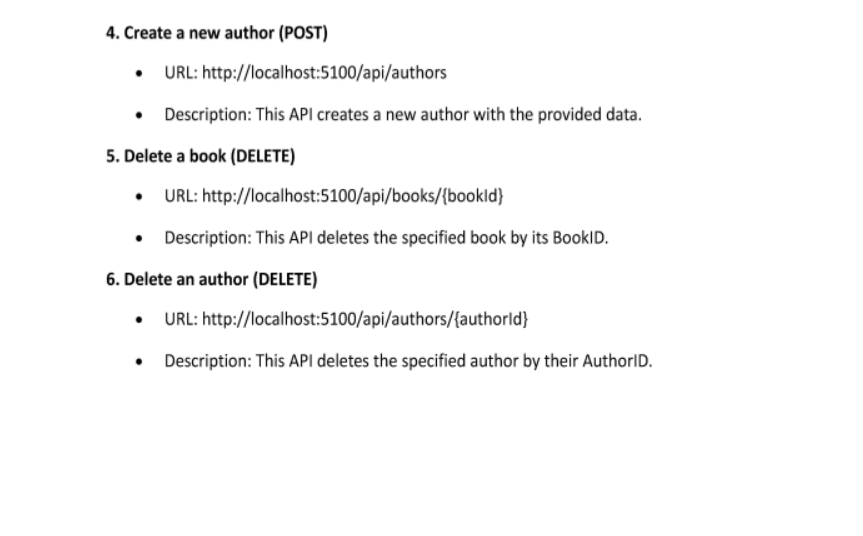 4. Create a new author (POST)
• URL: http://localhost:5100/api/authors
• Description: This API creates a new author with the provided data.
5. Delete a book (DELETE)
• URL: http://localhost:5100/api/books/{bookId}
• Description: This API deletes the specified book by its BookID.
6. Delete an author (DELETE)
• URL: http://localhost:5100/api/authors/{authorId}
• Description: This API deletes the specified author by their AuthorID.